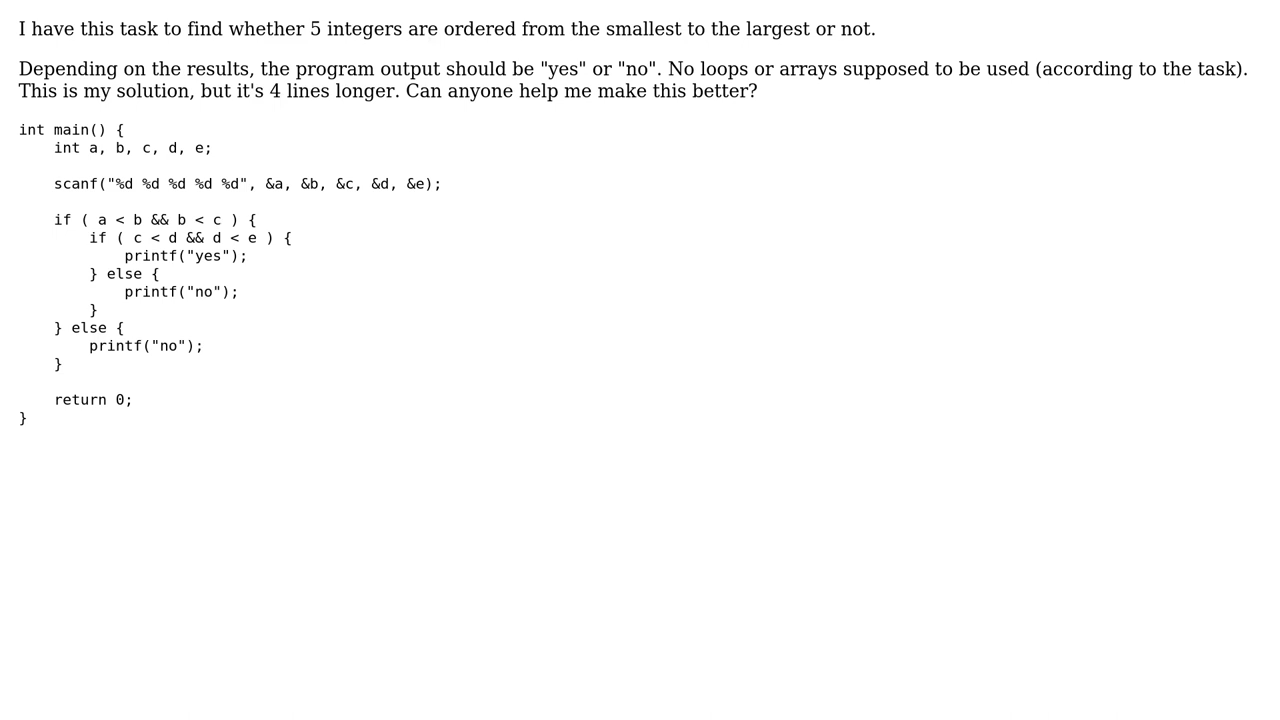 I have this task to find whether 5 integers are ordered from the smallest to the largest or not.
Depending on the results, the program output should be "yes" or "no". No loops or arrays supposed to be used (according to the task).
This is my solution, but it's 4 lines longer. Can anyone help me make this better?
int main() {
    int a, b, c, d, e;
    scanf("%d %d %d %d %d", &a, &b, &c, &d, &e);
    if ( a < b && b < c ) {
        if ( c < d && d < e ) {
            printf("yes");
        } else {
            printf("no");
        }
    } else {
        printf("no");
    }
    return 0;
}